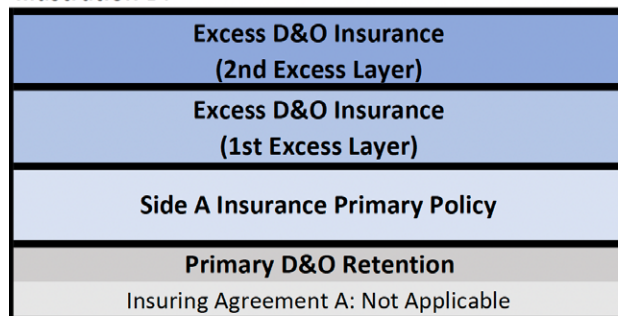 Excess D&O Insurance
(2nd Excess Layer)
Excess D&O Insurance
(1st Excess Layer)
Side A Insurance Primary Policy
Primary D&O Retention
Insuring Agreement A: Not Applicable